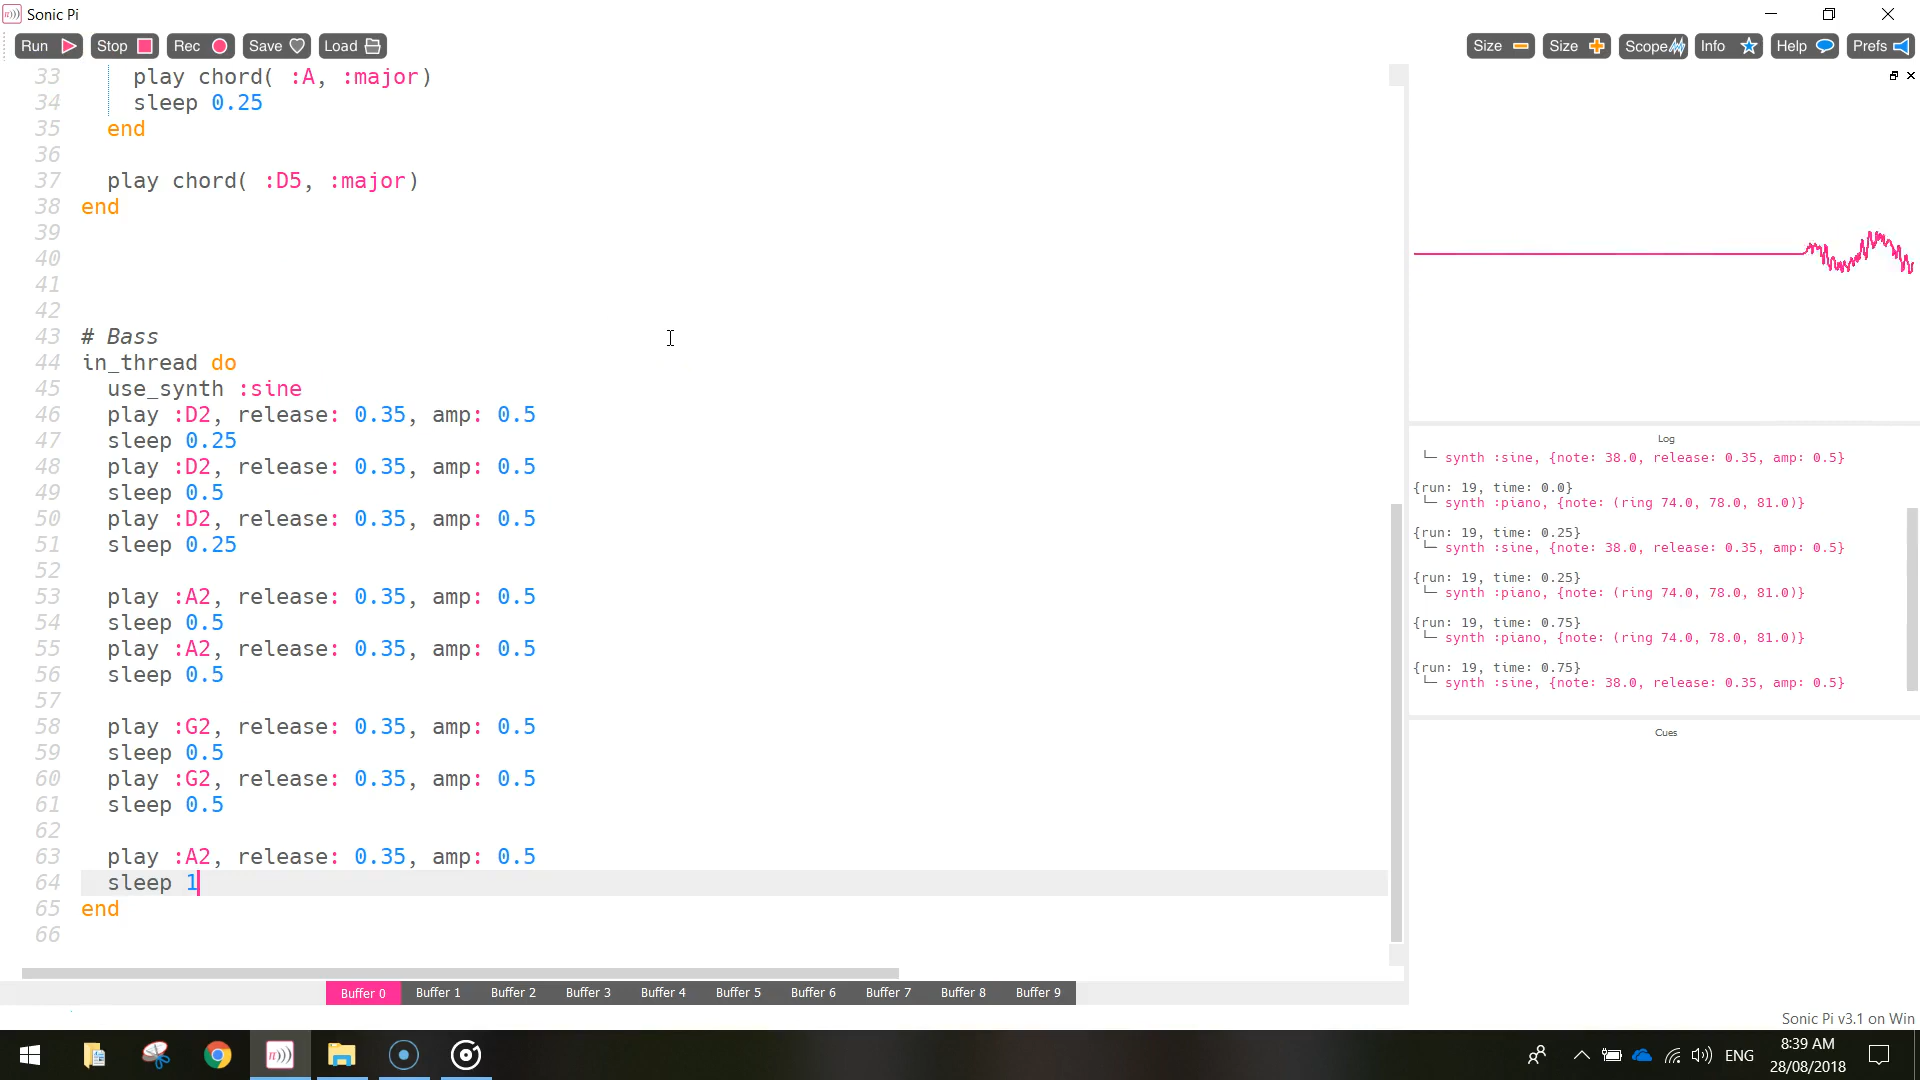 Sonic Pi
Run Stop Rec Save Load Size Size Scope Info Help Prefs
33 play chord( :A, :major)
34 sleep 0.25
35 end
36
37 play chord( :D5, :major)
38 end
39
40
41
42
43 # Bass
44 in_thread do
45 use_synth :sine
46 play :D2, release: 0.35, amp: 0.5
47 sleep 0.25
48 play :D2, release: 0.35, amp: 0.5
49 sleep 0.5
50 play :D2, release: 0.35, amp: 0.5
51 sleep 0.25
52
53 play :A2, release: 0.35, amp: 0.5
54 sleep 0.5
55 play :A2, release: 0.35, amp: 0.5
56 sleep 0.5
57
58 play :G2, release: 0.35, amp: 0.5
59 sleep 0.5
60 play :G2, release: 0.35, amp: 0.5
61 sleep 0.5
62
63 play :A2, release: 0.35, amp: 0.5
64 sleep 1
65 end
66
Log
└─ synth :sine, {note: 38.0, release: 0.35, amp: 0.5}
{run: 19, time: 0.0}
└─ synth :piano, {note: (ring 74.0, 78.0, 81.0)}
{run: 19, time: 0.25}
└─ synth :sine, {note: 38.0, release: 0.35, amp: 0.5}
{run: 19, time: 0.25}
└─ synth :piano, {note: (ring 74.0, 78.0, 81.0)}
{run: 19, time: 0.75}
└─ synth :piano, {note: (ring 74.0, 78.0, 81.0)}
{run: 19, time: 0.75}
└─ synth :sine, {note: 38.0, release: 0.35, amp: 0.5}
Cues
Buffer 0 Buffer 1 Buffer 2 Buffer 3 Buffer 4 Buffer 5 Buffer 6 Buffer 7 Buffer 8 Buffer 9
Sonic Pi v3.1 on Win
ENG
8:39 AM
28/08/2018